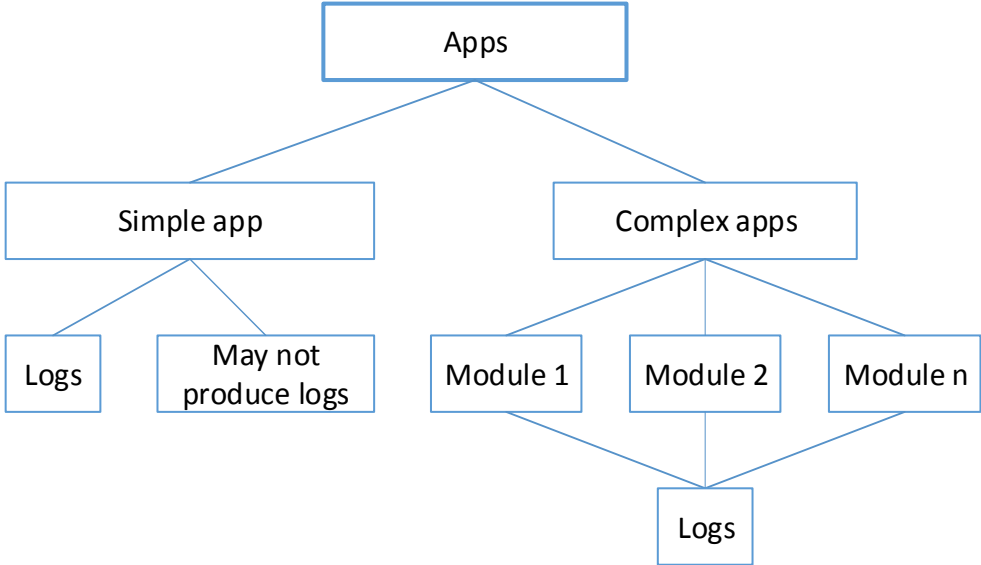 Apps
Simple app
Complex apps
Logs
May not
produce logs
Module 1
Module 2
Module n
Logs